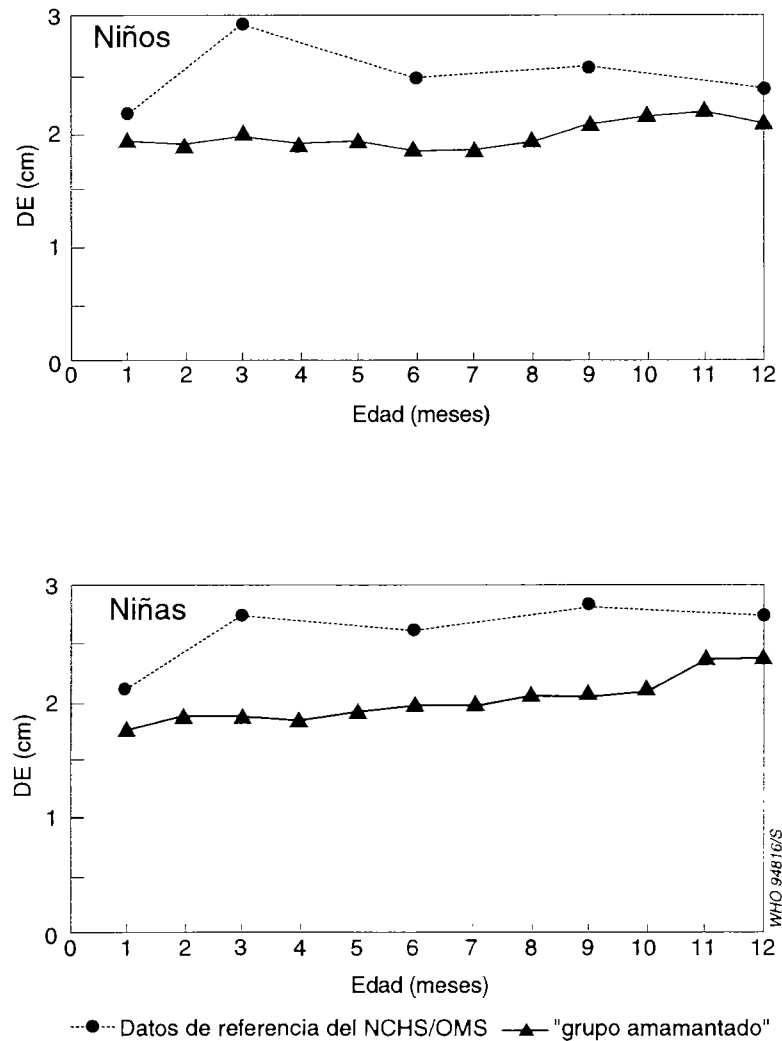 Niños
3
2
1
0
DE (cm)
0 1 2 3 4 5 6 7 8 9 10 11 12
Edad (meses)
Niñas
3
2
1
0
DE (cm)
0 1 2 3 4 5 6 7 8 9 10 11 12
Edad (meses)
WHO 94816/S
Datos de referencia del NCHS/OMS "grupo amamantado"